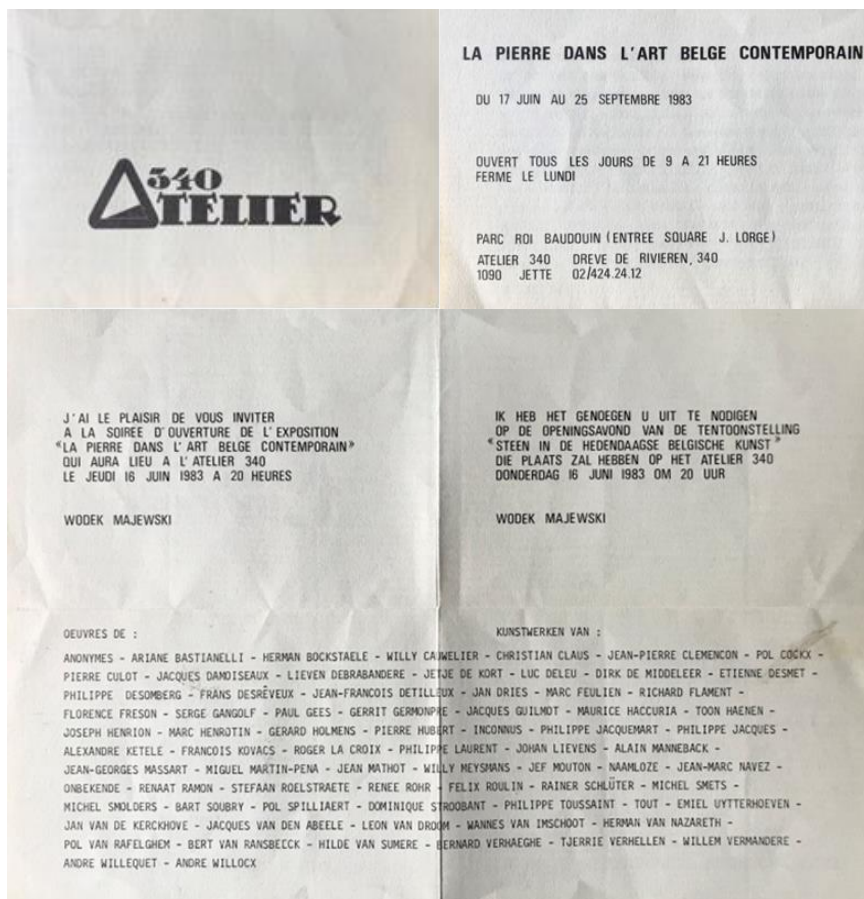 340
ATELIER
LA PIERRE DANS L'ART BELGE CONTEMPORAIN
DU 17 JUIN AU 25 SEPTEMBRE 1983
OUVERT TOUS LES JOURS DE 9 A 21 HEURES
FERME LE LUNDI
PARC ROI BAUDOUIN (ENTREE SQUARE J. LORGE)
ATELIER 340 DREVE DE RIVIEREN, 340
1090 JETTE 02/424.24.12
J'AI LE PLAISIR DE VOUS INVITER
A LA SOIREE D'OUVERTURE DE L'EXPOSITION
«LA PIERRE DANS L'ART BELGE CONTEMPORAIN»
QUI AURA LIEU A L'ATELIER 340
LE JEUDI 16 JUIN 1983 A 20 HEURES
WODEK MAJEWSKI
IK HEB HET GENOEGEN U UIT TE NODIGEN
OP DE OPENINGSAVOND VAN DE TENTOONSTELLING
«STEEN IN DE HEDENDAAGSE BELGISCHE KUNST»
DIE PLAATS ZAL HEBBEN OP HET ATELIER 340
DONDERDAG 16 JUNI 1983 OM 20 UUR
WODEK MAJEWSKI
OEUVRES DE : KUNSTWERKEN VAN :
ANONYMES - ARIANE BASTIANELLI - HERMAN BOCKSTAELE - WILLY CAUWELIER - CHRISTIAN CLAUS - JEAN-PIERRE CLEMENCON - POL COCKX -
PIERRE CULOT - JACQUES DAMDISEAUX - LIEVEN DEBRABANDERE - JETJE DE KORT - LUC DELEU - DIRK DE MIDDELEER - ETIENNE DESMET -
PHILIPPE DESOMBERG - FRANS DESREVEUX - JEAN-FRANCOIS DETILLEUX - JAN DRIES - MARC FEULIEN - RICHARD FLAMENT -
FLORENCE FRESON - SERGE GANGOLF - PAUL GEES - GERRIT GERMONPRE - JACQUES GUILMOT - MAURICE HACCURIA - TOON HAENEN -
JOSEPH HENRION - MARC HENROTIN - GERARD HOLMENS - PIERRE HUBERT - INCONNUS - PHILIPPE JACQUEMART - PHILIPPE JACQUES -
ALEXANDRE KETELE - FRANCOIS KOVACS - ROGER LA CROIX - PHILIPPE LAURENT - JOHAN LIEVENS - ALAIN MANNEBACK -
JEAN-GEORGES MASSART - MIGUEL MARTIN-PENA - JEAN MATHOT - WILLY MEYSMANS - JEF MOUTON - NAAMLOZE - JEAN-MARC NAVEZ -
ONBEKENDE - RENAAT RAMON - STEFAAN ROELSTRAETE - RENEE ROHR - FELIX ROULIN - RAINER SCHLÜTER - MICHEL SMETS -
MICHEL SMOLDERS - BART SOUBRY - POL SPILLIAERT - DOMINIQUE STROOBANT - PHILIPPE TOUSSAINT - TOUT - EMIEL UYTTERHOEVEN -
JAN VAN DE KERCKHOVE - JACQUES VAN DEN ABEELE - LEON VAN DROOM - WANNES VAN IMSCHOOT - HERMAN VAN NAZARETH -
POL VAN RAFELGHEM - BERT VAN RANSBEECK - HILDE VAN SUMERE - BERNARD VERHAEGHE - TJERRIE VERHELLEN - WILLEM VERMANDERE -
ANDRE WILLEQUET - ANDRE WILLOCX